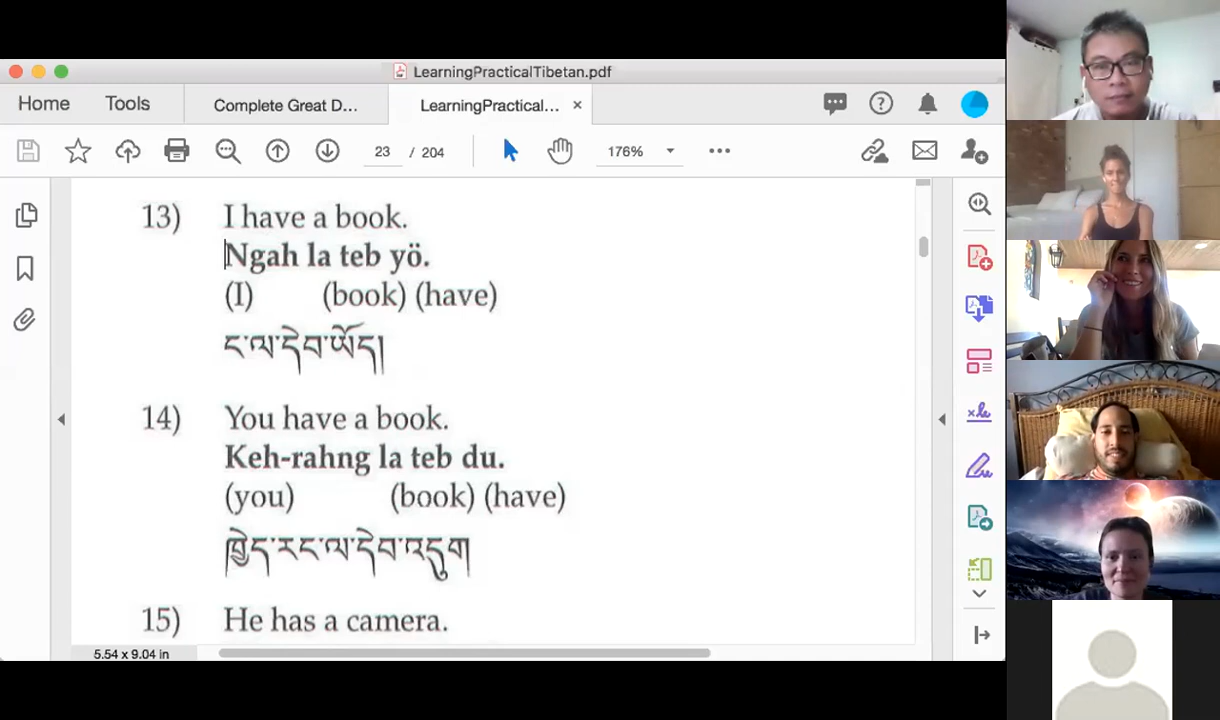 LearningPracticalTibetan.pdf
Home Tools Complete Great D... LearningPractical... ×
23 / 204 176%
13) I have a book.
Ngah la teb yö.
(I) (book) (have)
ང་ལ་དེབ་ཡོད།
14) You have a book.
Keh-rahng la teb du.
(you) (book) (have)
ཁྱེད་རང་ལ་དེབ་འདུག
15) He has a camera.
5.54 x 9.04 in